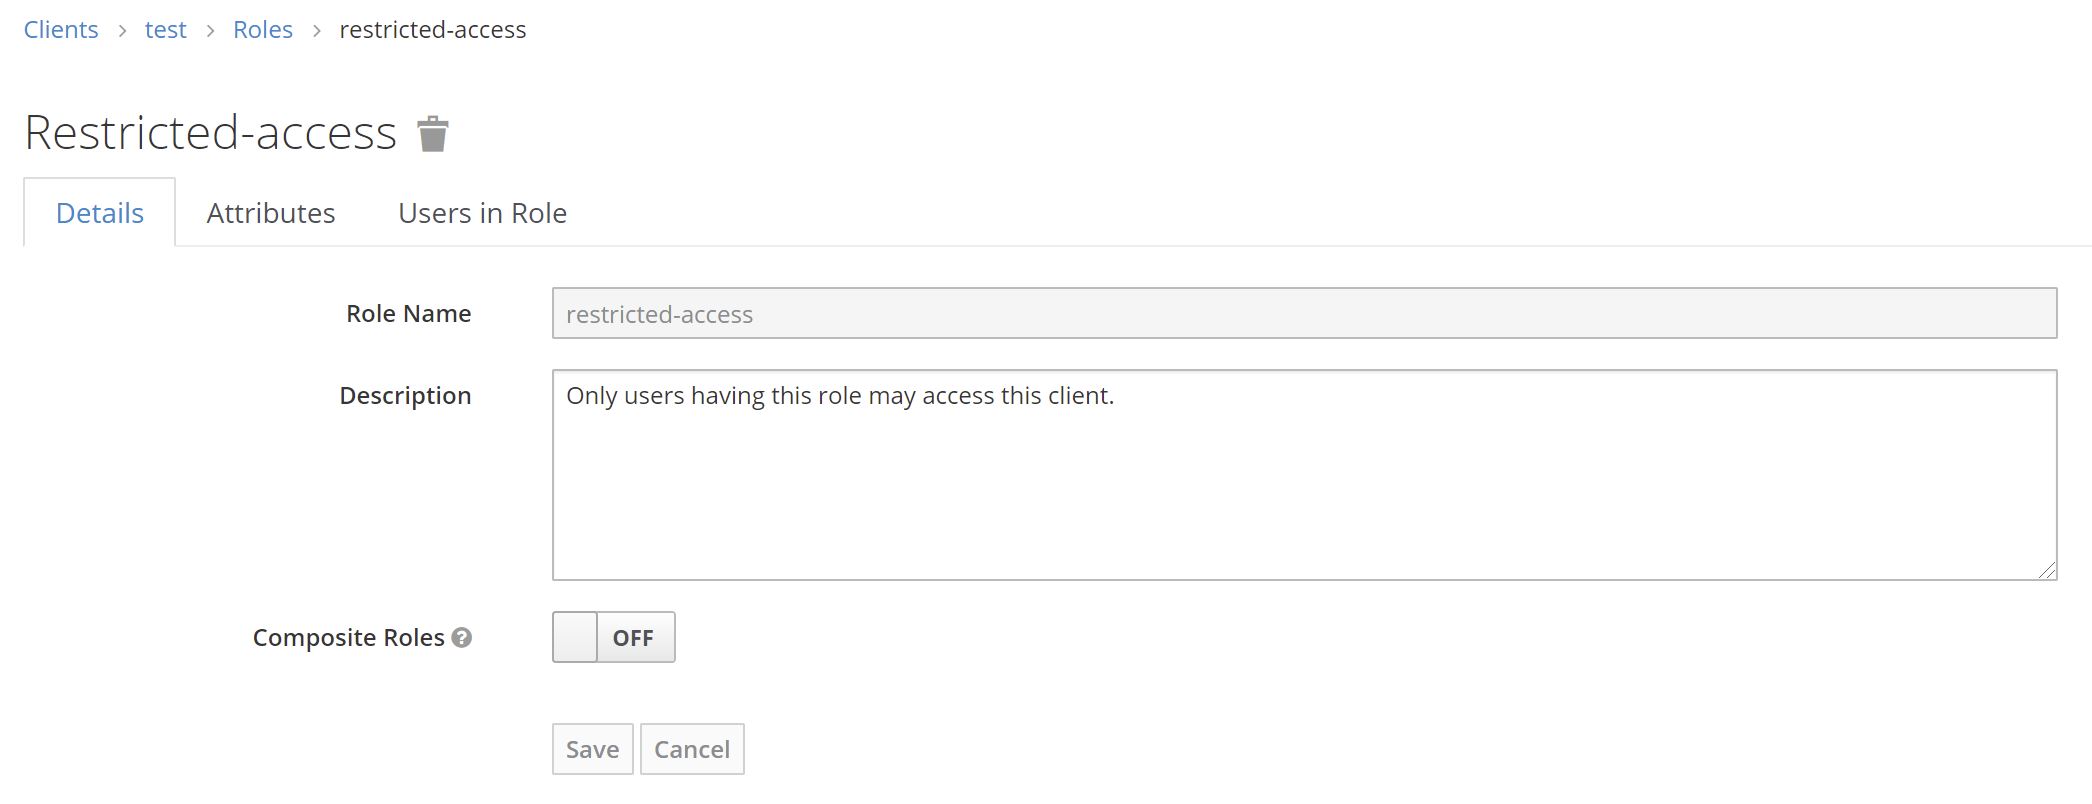 Clients > test > Roles > restricted-access
Restricted-access
Details Attributes Users in Role
Role Name restricted-access
Description Only users having this role may access this client.
Composite Roles ? OFF
Save Cancel